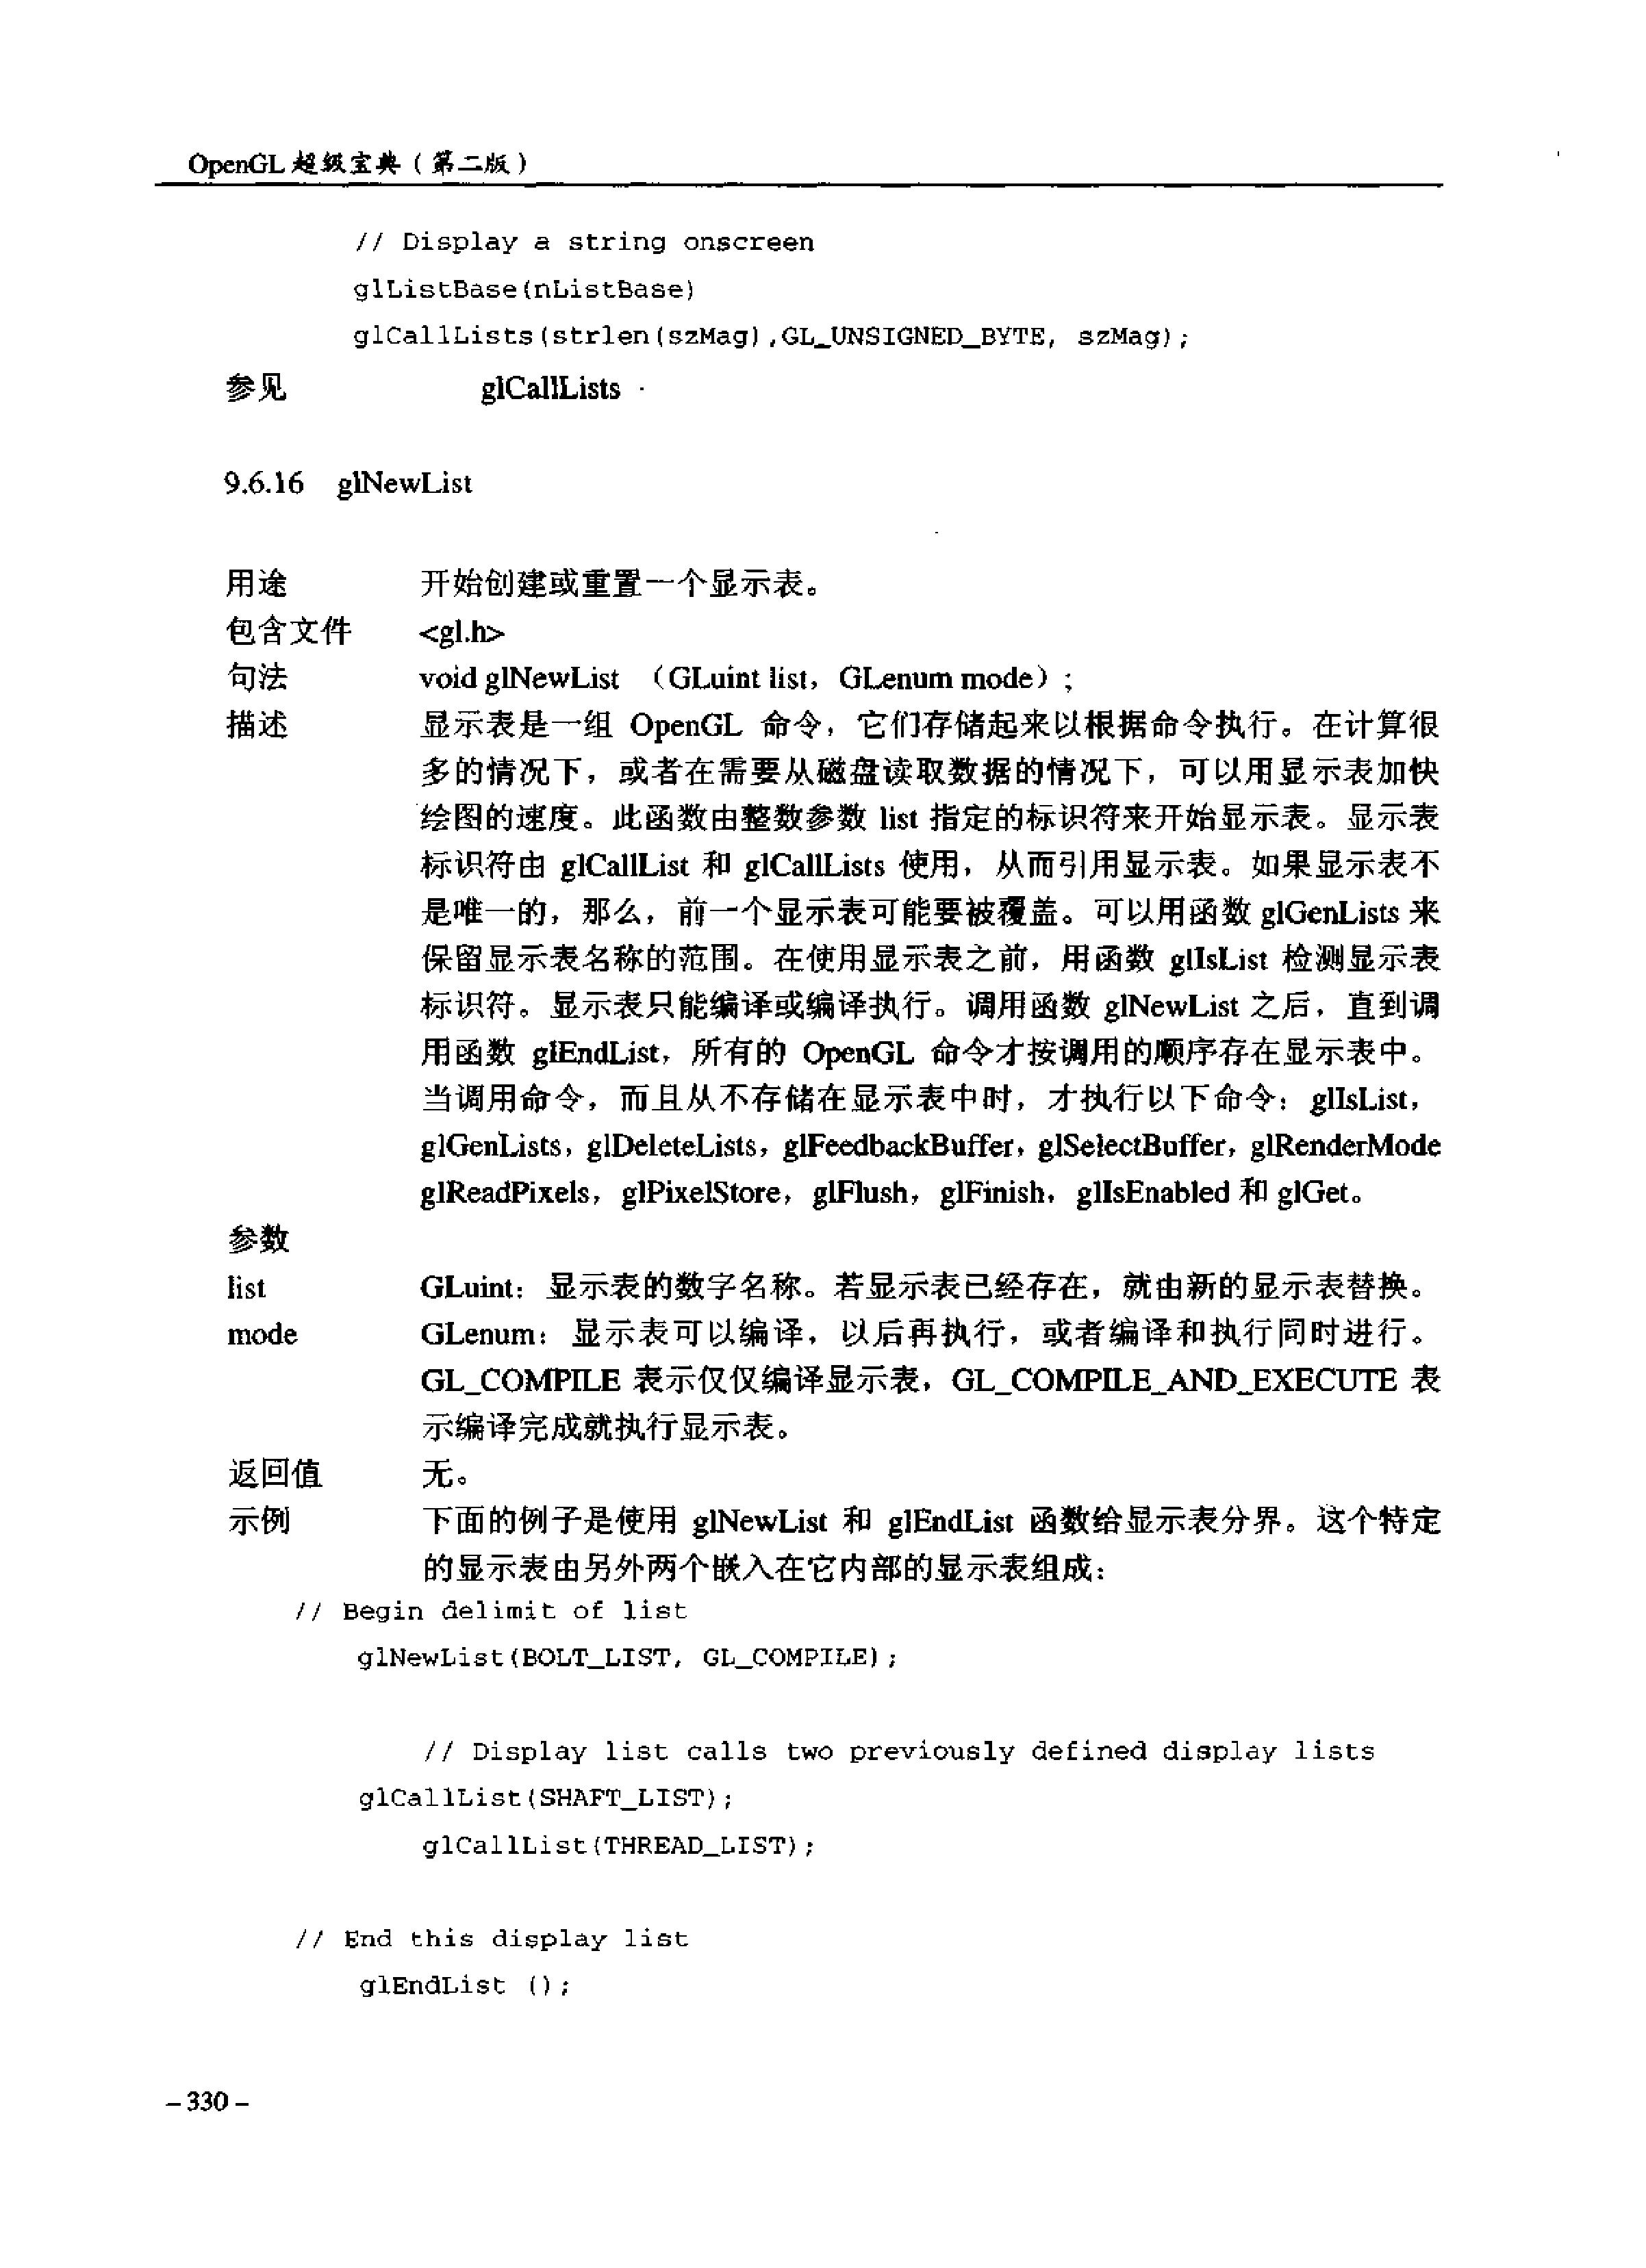 OpenGL 超级宝典（第二版）
// Display a string onscreen
glListBase(nListBase)
glCallLists(strlen(szMag),GL_UNSIGNED_BYTE, szMag);
参见 glCallLists
9.6.16 glNewList
用途 开始创建或重置一个显示表。
包含文件 <gl.h>
句法 void glNewList （GLuint list，GLenum mode）;
描述 显示表是一组 OpenGL 命令，它们存储起来以根据命令执行。在计算很
多的情况下，或者在需要从磁盘读取数据的情况下，可以用显示表加快
绘图的速度。此函数由整数参数 list 指定的标识符来开始显示表。显示表
标识符由 glCallList 和 glCallLists 使用，从而引用显示表。如果显示表不
是唯一的，那么，前一个显示表可能要被覆盖。可以用函数 glGenLists 来
保留显示表名称的范围。在使用显示表之前，用函数 glIsList 检测显示表
标识符。显示表只能编译或编译执行。调用函数 glNewList 之后，直到调
用函数 glEndList，所有的 OpenGL 命令才按调用的顺序存在显示表中。
当调用命令，而且从不存储在显示表中时，才执行以下命令：glIsList，
glGenLists，glDeleteLists，glFeedbackBuffer，glSelectBuffer，glRenderMode
glReadPixels，glPixelStore，glFlush，glFinish，glIsEnabled 和 glGet。
参数
list GLuint：显示表的数字名称。若显示表已经存在，就由新的显示表替换。
mode GLenum：显示表可以编译，以后再执行，或者编译和执行同时进行。
GL_COMPILE 表示仅仅编译显示表，GL_COMPILE_AND_EXECUTE 表
示编译完成就执行显示表。
返回值 无。
示例 下面的例子是使用 glNewList 和 glEndList 函数给显示表分界。这个特定
的显示表由另外两个嵌入在它内部的显示表组成：
// Begin delimit of list
glNewList(BOLT_LIST, GL_COMPILE);
// Display list calls two previously defined display lists
glCallList(SHAFT_LIST);
glCallList(THREAD_LIST);
// End this display list
glEndList ();
－330－